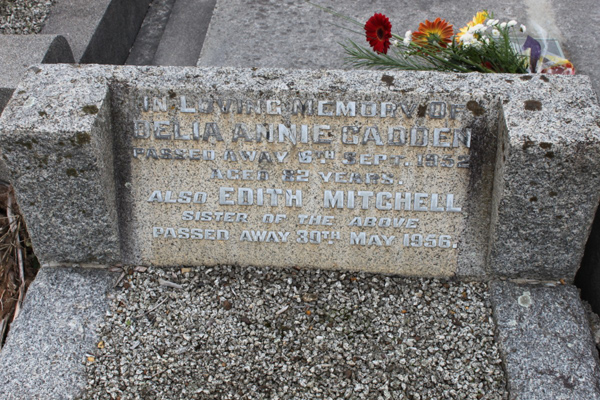 IN LOVING MEMORY OF
DELIA ANNIE GADDEN
PASSED AWAY 6TH SEPT. 1952
AGED 82 YEARS.
ALSO EDITH MITCHELL
SISTER OF THE ABOVE
PASSED AWAY 30TH MAY 1956.